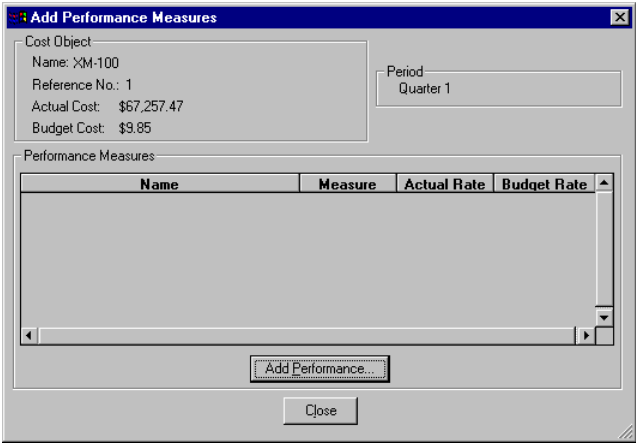 Add Performance Measures
Cost Object
Name: XM-100
Reference No.: 1
Actual Cost: $67,257.47
Budget Cost: $9.85
Period
Quarter 1
Performance Measures
Name Measure Actual Rate Budget Rate
Add Performance...
Close